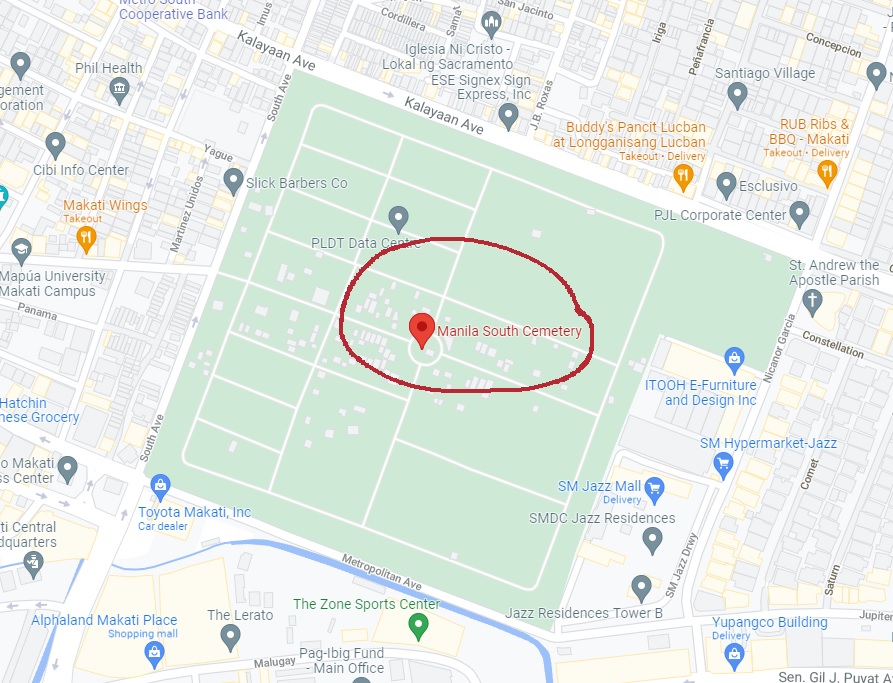 Metro South
Cooperative Bank
Imus
Cordillera
Samat
San Jacinto
Iriga
Peñafrancia
Concepcion
Kalayaan Ave
Iglesia Ni Cristo -
Lokal ng Sacramento
ESE Signex Sign
Express, Inc
J.B. Roxas
Santiago Village
Phil Health
gement
oration
South Ave
Kalayaan Ave
Buddy's Pancit Lucban
at Longganisang Lucban
Takeout • Delivery
RUB Ribs &
BBQ - Makati
Takeout • Delivery
Cibi Info Center
Yague
Slick Barbers Co
Martinez Unidos
Esclusivo
PJL Corporate Center
Makati Wings
Takeout
PLDT Data Centre
Mapúa University
Makati Campus
Panama
St. Andrew the
Apostle Parish
Constellation
Nicanor Garcia
Manila South Cemetery
ITOOH E-Furniture
and Design Inc
Hatchin
nese Grocery
South Ave
SM Hypermarket-Jazz
Comet
o Makati
ss Center
SM Jazz Mall
Delivery
SMDC Jazz Residences
Toyota Makati, Inc
Car dealer
ti Central
dquarters
SM Jazz Drwy
Saturn
Metropolitan Ave
The Zone Sports Center
Jazz Residences Tower B
Jupiter
Alphaland Makati Place
Shopping mall
The Lerato
Yupangco Building
Delivery
Malugay
Pag-Ibig Fund
- Main Office
Sen. Gil J. Puyat A